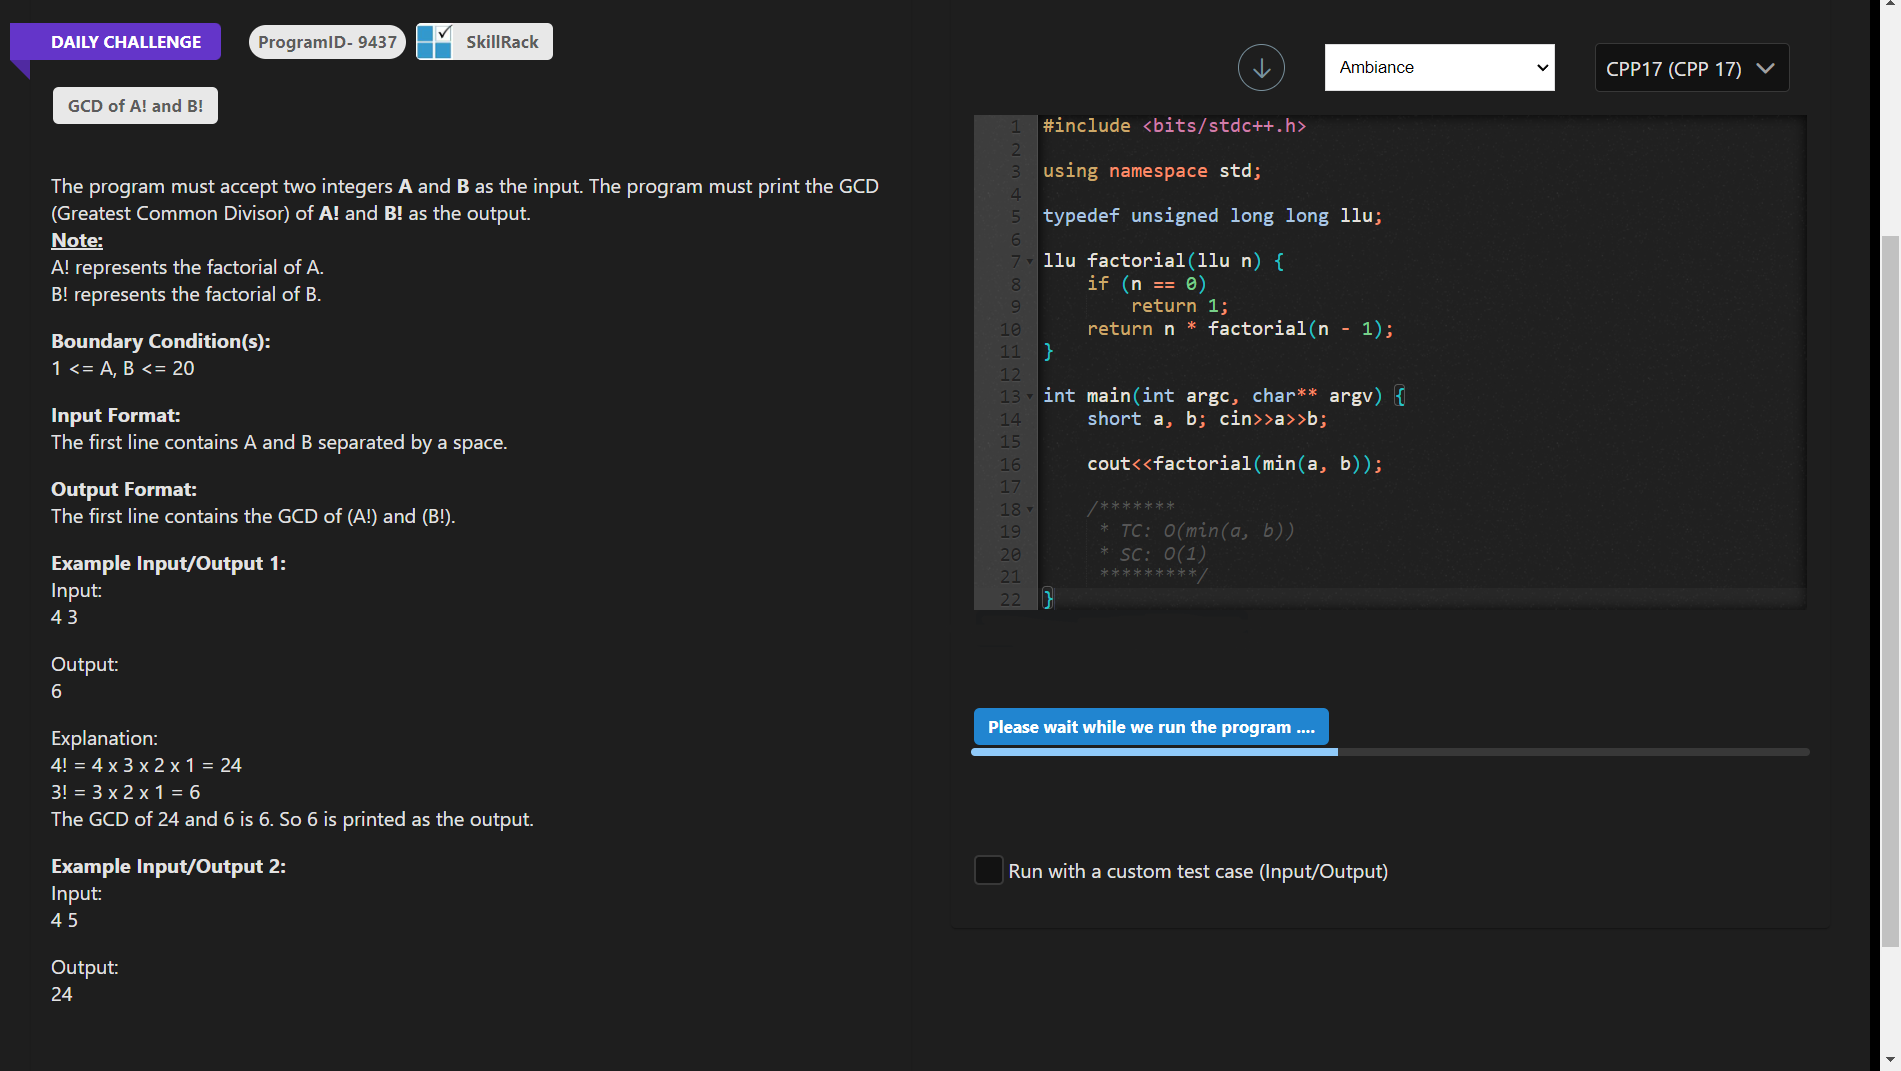 DAILY CHALLENGE
ProgramID- 9437
SkillRack
GCD of A! and B!
The program must accept two integers A and B as the input. The program must print the GCD
(Greatest Common Divisor) of A! and B! as the output.
Note:
A! represents the factorial of A.
B! represents the factorial of B.
Boundary Condition(s):
1 <= A, B <= 20
Input Format:
The first line contains A and B separated by a space.
Output Format:
The first line contains the GCD of (A!) and (B!).
Example Input/Output 1:
Input:
4 3
Output:
6
Explanation:
4! = 4 x 3 x 2 x 1 = 24
3! = 3 x 2 x 1 = 6
The GCD of 24 and 6 is 6. So 6 is printed as the output.
Example Input/Output 2:
Input:
4 5
Output:
24
Ambiance
CPP17 (CPP 17)
1 #include <bits/stdc++.h>
2
3 using namespace std;
4
5 typedef unsigned long long llu;
6
7 llu factorial(llu n) {
8     if (n == 0)
9         return 1;
10     return n * factorial(n - 1);
11 }
12
13 int main(int argc, char** argv) {
14     short a, b; cin>>a>>b;
15
16     cout<<factorial(min(a, b));
17
18     /*******
19      * TC: O(min(a, b))
20      * SC: O(1)
21      *********/
22 }
Please wait while we run the program ....
Run with a custom test case (Input/Output)